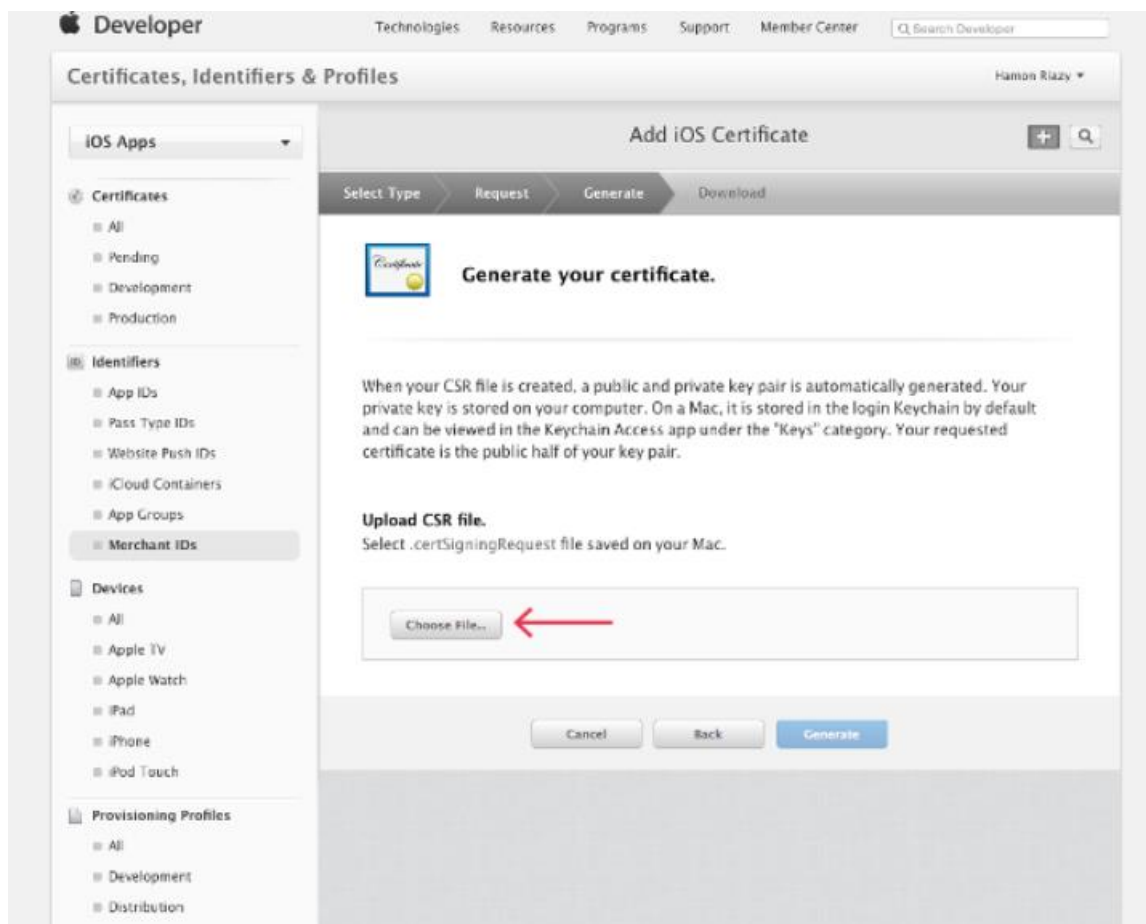 Developer
Technologies Resources Programs Support Member Center Search Developer
Certificates, Identifiers & Profiles
Hamon Riazy
iOS Apps
Add iOS Certificate
Certificates
All
Pending
Development
Production
Identifiers
App IDs
Pass Type IDs
Website Push IDs
iCloud Containers
App Groups
Merchant IDs
Devices
All
Apple TV
Apple Watch
iPad
iPhone
iPod Touch
Provisioning Profiles
All
Development
Distribution
Select Type Request Generate Download
Certificate
Generate your certificate.
When your CSR file is created, a public and private key pair is automatically generated. Your
private key is stored on your computer. On a Mac, it is stored in the login Keychain by default
and can be viewed in the Keychain Access app under the "Keys" category. Your requested
certificate is the public half of your key pair.
Upload CSR file.
Select .certSigningRequest file saved on your Mac.
Choose File...
Cancel Back Generate